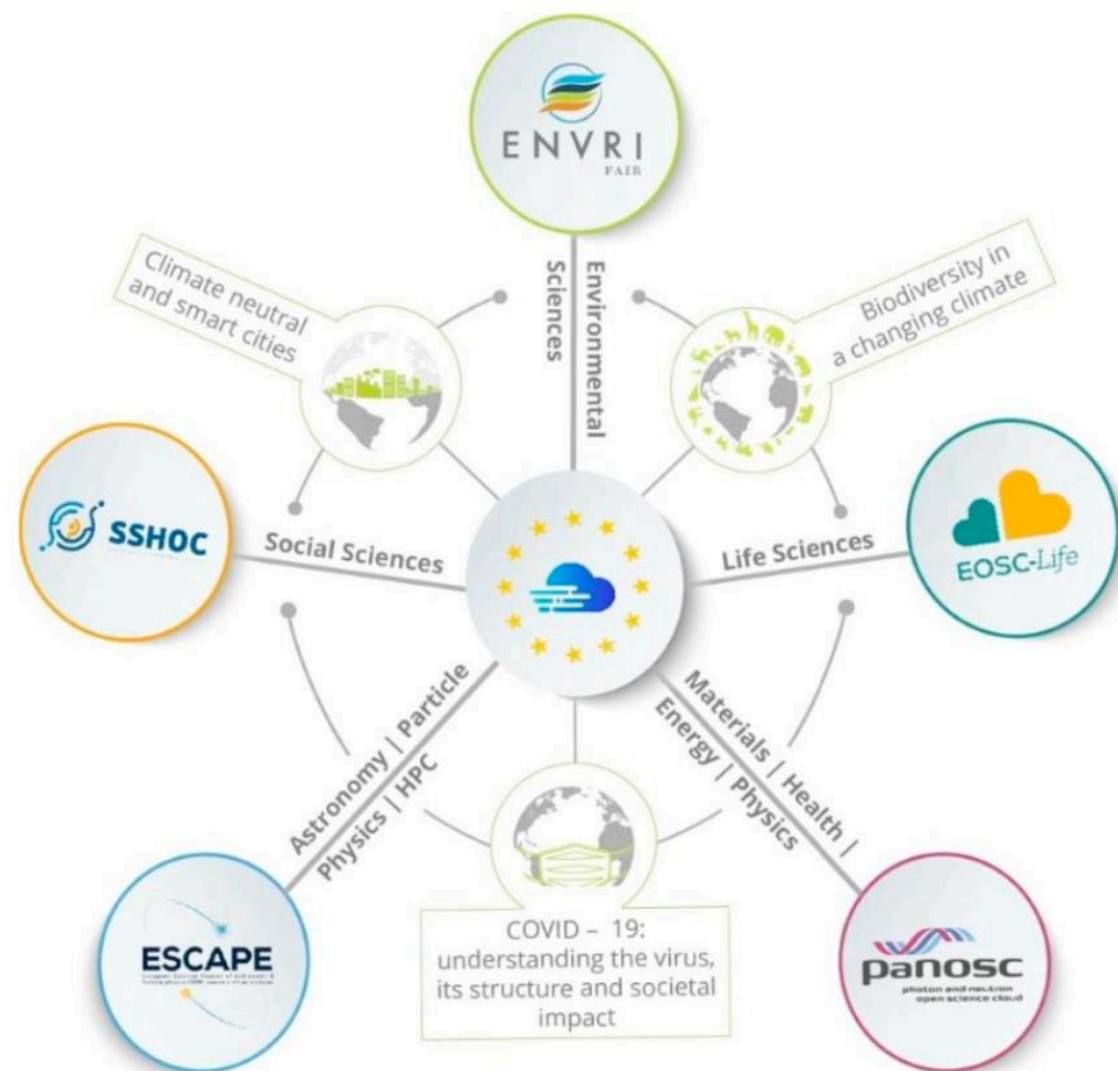 ENVRI
FAIR
Climate neutral
and smart cities
Environmental
Sciences
Biodiversity in
a changing climate
SSHOC
Social Sciences
Life Sciences
EOSC-Life
Astronomy | Particle
Physics | HPC
Materials | Health |
Energy | Physics
ESCAPE
COVID – 19:
understanding the virus,
its structure and societal
impact
panosc
photon and neutron
open science cloud